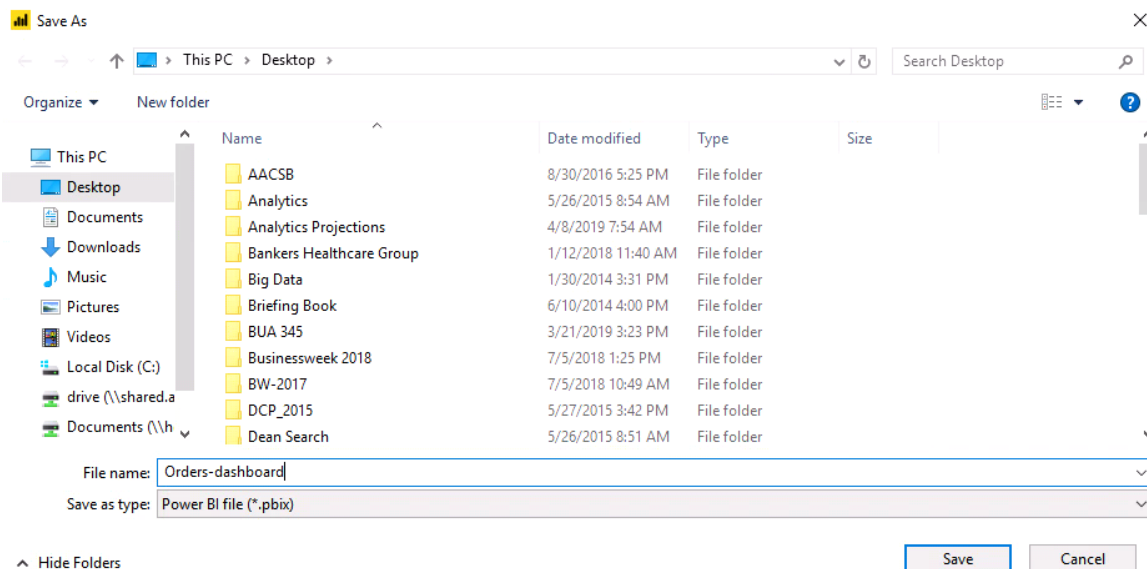 Save As
This PC > Desktop >
Search Desktop
Organize
New folder
Name
Date modified
Type
Size
This PC
Desktop
Documents
Downloads
Music
Pictures
Videos
Local Disk (C:)
drive (\\shared.a
Documents (\\h
AACSB 8/30/2016 5:25 PM File folder
Analytics 5/26/2015 8:54 AM File folder
Analytics Projections 4/8/2019 7:54 AM File folder
Bankers Healthcare Group 1/12/2018 11:40 AM File folder
Big Data 1/30/2014 3:31 PM File folder
Briefing Book 6/10/2014 4:00 PM File folder
BUA 345 3/21/2019 3:23 PM File folder
Businessweek 2018 7/5/2018 1:25 PM File folder
BW-2017 7/5/2018 10:49 AM File folder
DCP_2015 5/27/2015 3:42 PM File folder
Dean Search 5/26/2015 8:51 AM File folder
File name: Orders-dashboard
Save as type: Power BI file (*.pbix)
Hide Folders
Save
Cancel